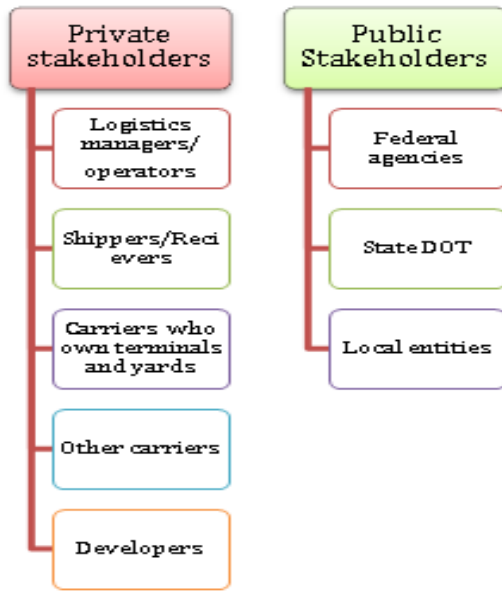 Private
stakeholders
Logistics
managers/
operators
Shippers/Reci
evers
Carriers who
own terminals
and yards
Other carriers
Developers
Public
Stakeholders
Federal
agencies
State DOT
Local entities